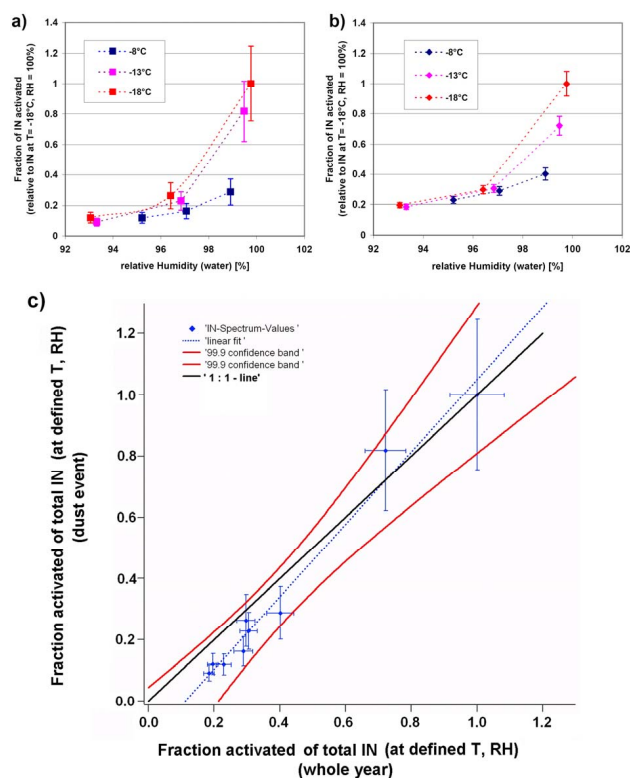 a)
1.4
1.2
1
0.8
0.6
0.4
0.2
0
92 94 96 98 100 102
-8°C
-13°C
-18°C
Fraction of IN activated
(relative to IN at T= -18°C, RH = 100%)
relative Humidity (water) [%]
b)
1.4
1.2
1
0.8
0.6
0.4
0.2
0
92 94 96 98 100 102
-8°C
-13°C
-18°C
Fraction of IN activated
(relative to IN at T= -18°C, RH = 100%)
relative Humidity (water) [%]
c)
'IN-Spectrum-Values '
'linear fit '
'99.9 confidence band '
'99.9 confidence band '
' 1 : 1 - line'
1.2
1.0
0.8
0.6
0.4
0.2
0.0
0.0 0.2 0.4 0.6 0.8 1.0 1.2
Fraction activated of total IN (at defined T, RH)
(dust event)
Fraction activated of total IN (at defined T, RH)
(whole year)